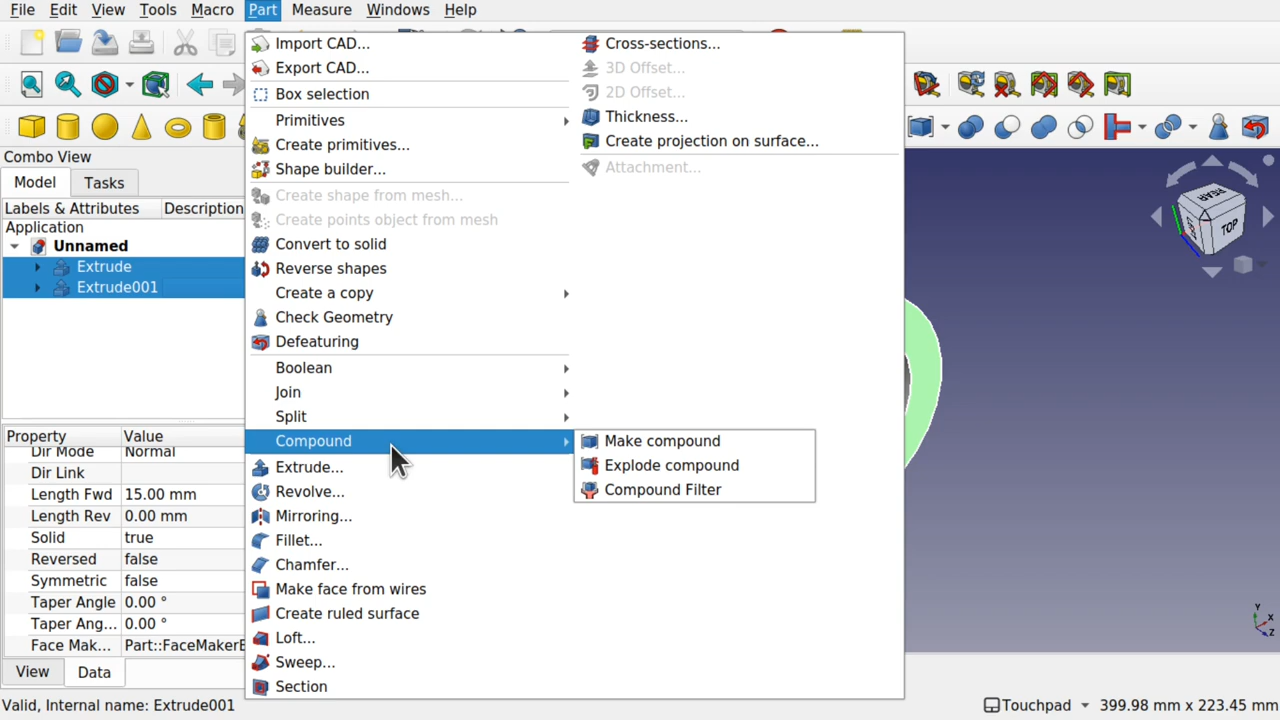 File Edit View Tools Macro Part Measure Windows Help
Import CAD...
Export CAD...
Box selection
Primitives
Create primitives...
Shape builder...
Create shape from mesh...
Create points object from mesh
Convert to solid
Reverse shapes
Create a copy
Check Geometry
Defeaturing
Boolean
Join
Split
Compound
Extrude...
Revolve...
Mirroring...
Fillet...
Chamfer...
Make face from wires
Create ruled surface
Loft...
Sweep...
Section
Cross-sections...
3D Offset...
2D Offset...
Thickness...
Create projection on surface...
Attachment...
Make compound
Explode compound
Compound Filter
Combo View
Model Tasks
Labels & Attributes Description
Application
Unnamed
Extrude
Extrude001
Property Value
Dir Mode Normal
Dir Link
Length Fwd 15.00 mm
Length Rev 0.00 mm
Solid true
Reversed false
Symmetric false
Taper Angle 0.00 °
Taper Ang... 0.00 °
Face Mak... Part::FaceMakerB
View Data
REAR
TOP
Y
X
Z
Valid, Internal name: Extrude001
Touchpad 399.98 mm x 223.45 mm